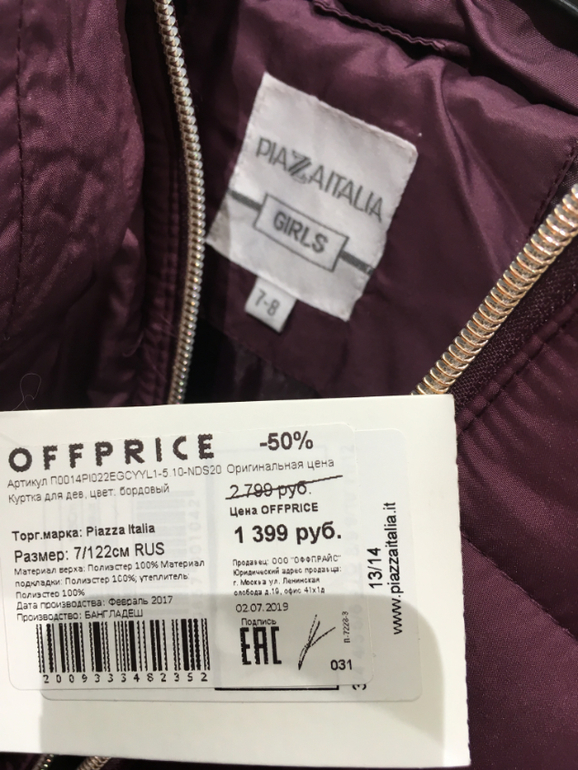 PIAZZAITALIA
GIRLS
7-8
OFFPRICE -50%
Артикул П0014PI022EGCYYL1-5 10-NDS20 Оригинальная цена
Куртка для дев, цвет: бордовый
2 799 руб.
Цена OFFPRICE
1 399 руб.
Торг.марка: Piazza Italia
Размер: 7/122см RUS
Материал верха: Полиэстер 100% Материал
подкладки: Полиэстер 100%; утеплитель
Полиэстер 100%
Дата производства: Февраль 2017
Производство: БАНГЛАДЕШ
Продавец: ООО "ОФФПРАЙС"
Юридический адрес продавца:
г. Москва ул. Ленинская
слобода д.19, офис 41х1д
02.07.2019
Подпись
EAC
031
П-7223-3
2009333482352
13/14
www.piazzaitalia.it